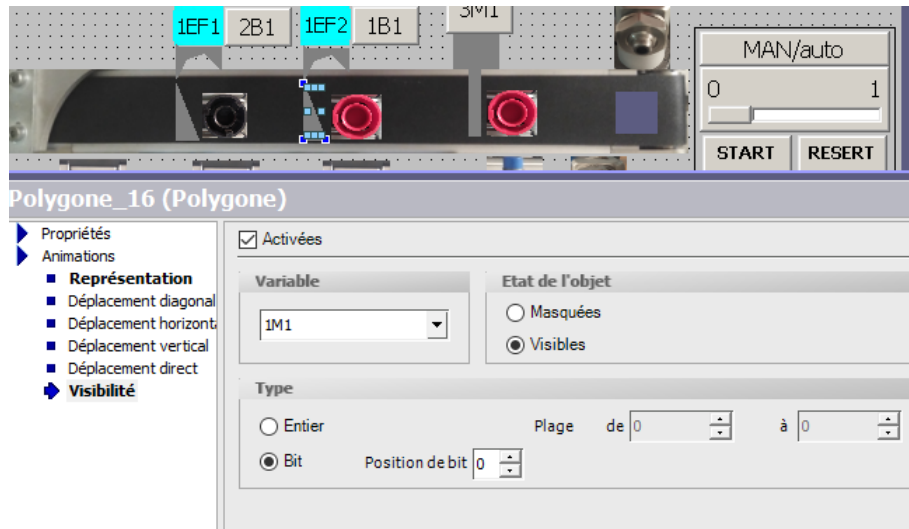 1EF1 2B1 1EF2 1B1 3M1
MAN/auto
0 1
START RESERT
Polygone_16 (Polygone)
Propriétés
Animations
Représentation
Déplacement diagonal
Déplacement horizont
Déplacement vertical
Déplacement direct
Visibilité
Activées
Variable
1M1
Etat de l'objet
Masquées
Visibles
Type
Entier Plage de 0 à 0
Bit Position de bit 0